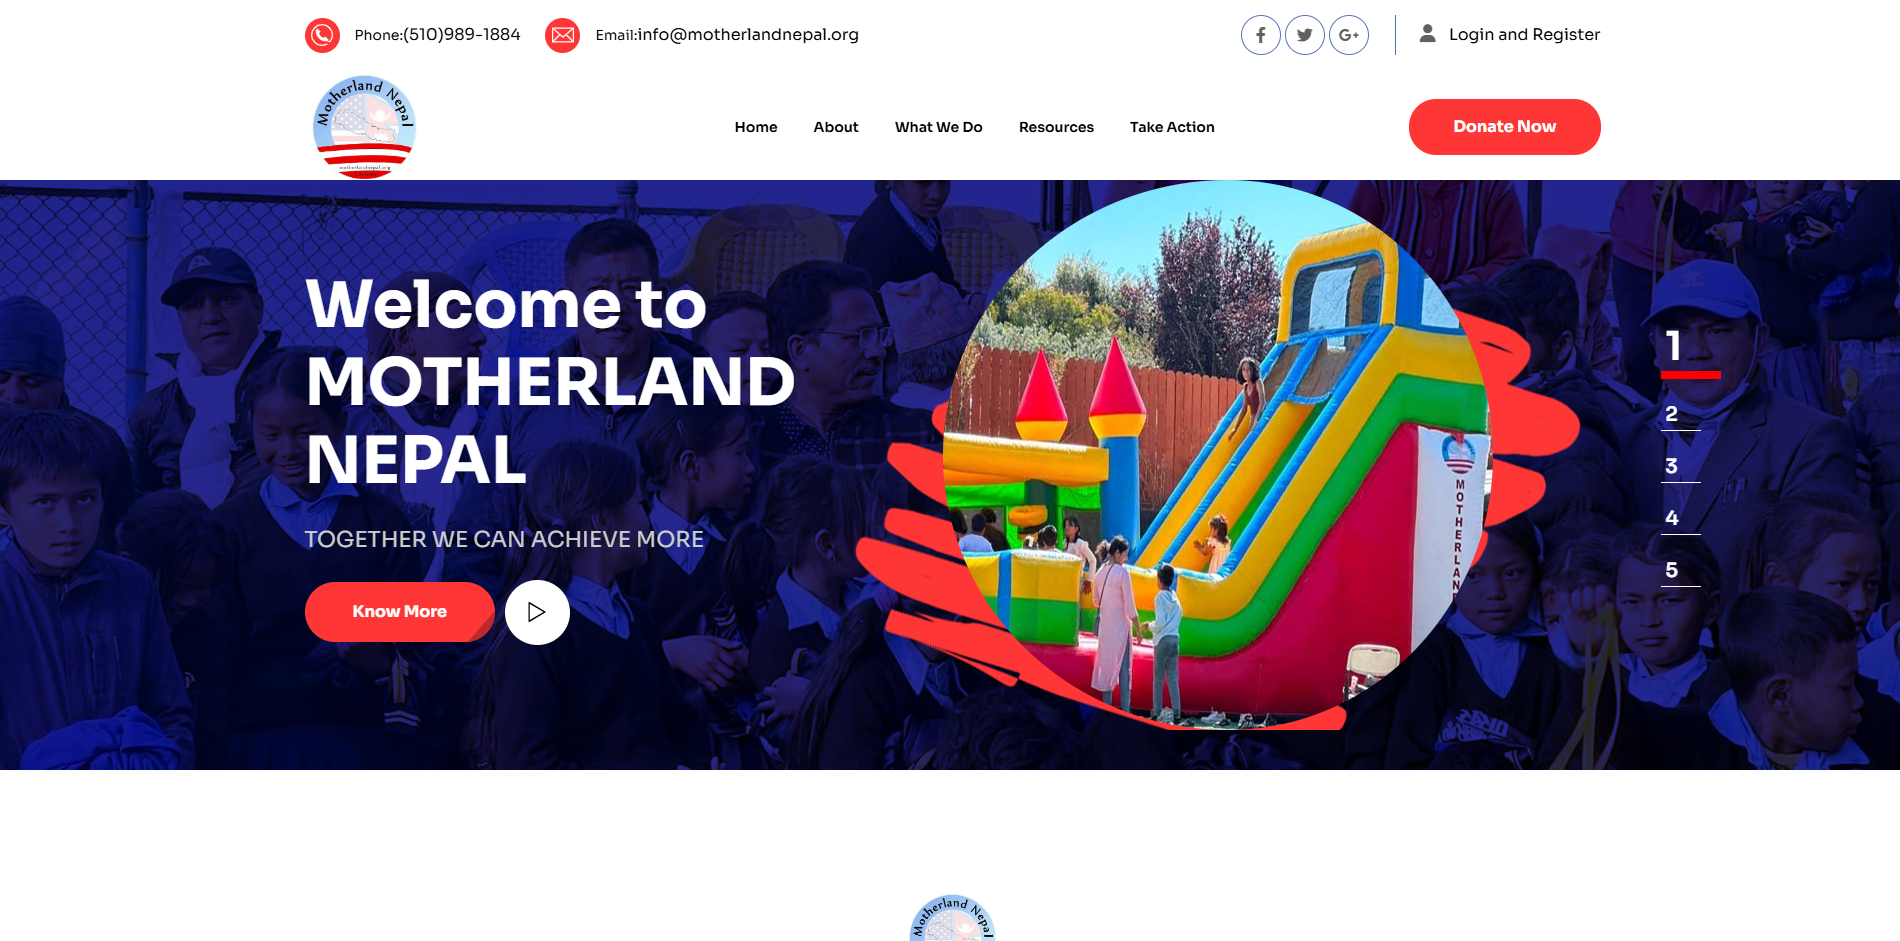 Phone:(510)989-1884
Email:info@motherlandnepal.org
Login and Register
Motherland Nepal
motherlandnepal.org
Home
About
What We Do
Resources
Take Action
Donate Now
Welcome to
MOTHERLAND
NEPAL
TOGETHER WE CAN ACHIEVE MORE
Know More
MOTHERLAN
1
2
3
4
5
Motherland Nepal